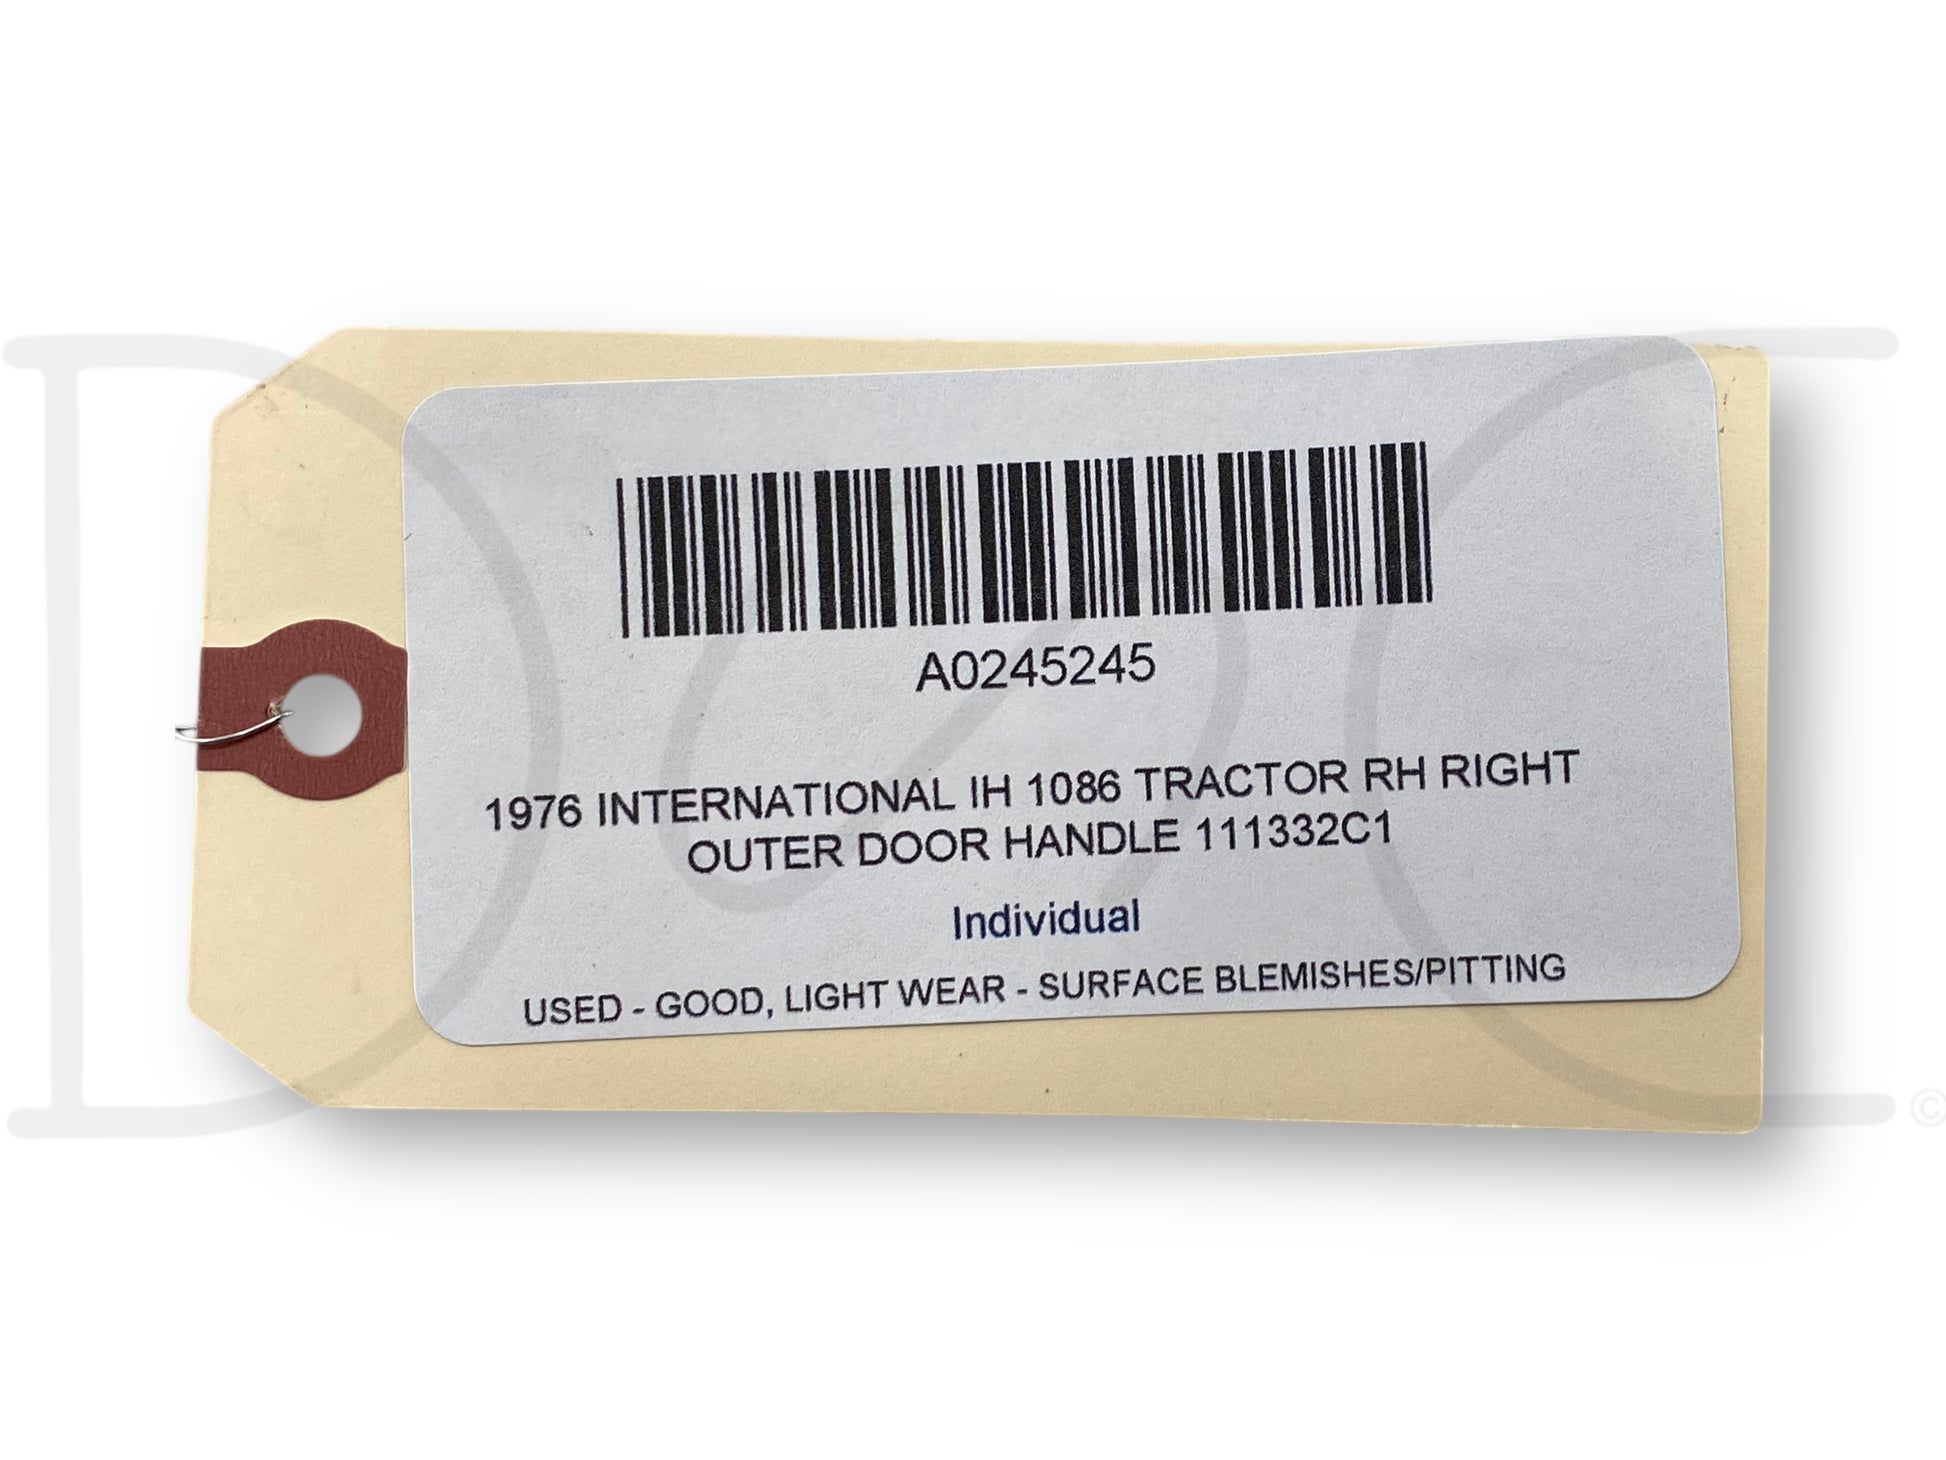 A0245245
1976 INTERNATIONAL IH 1086 TRACTOR RH RIGHT
OUTER DOOR HANDLE 111332C1
Individual
USED - GOOD, LIGHT WEAR - SURFACE BLEMISHES/PITTING
D C ©